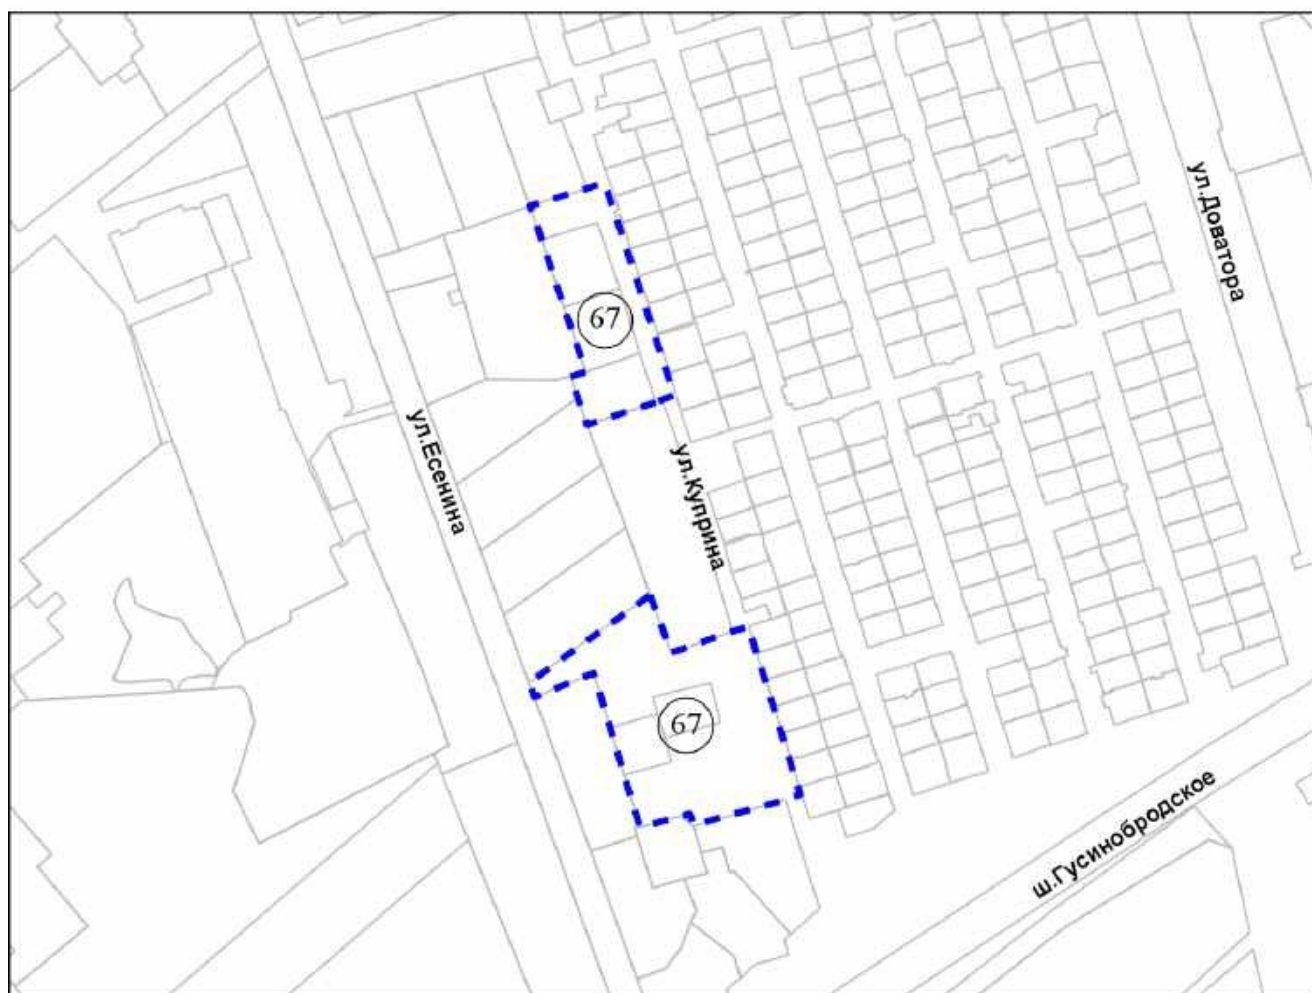 ул.Доватора
67
ул.Есенина
ул.Куприна
67
ш.Гусинобродское